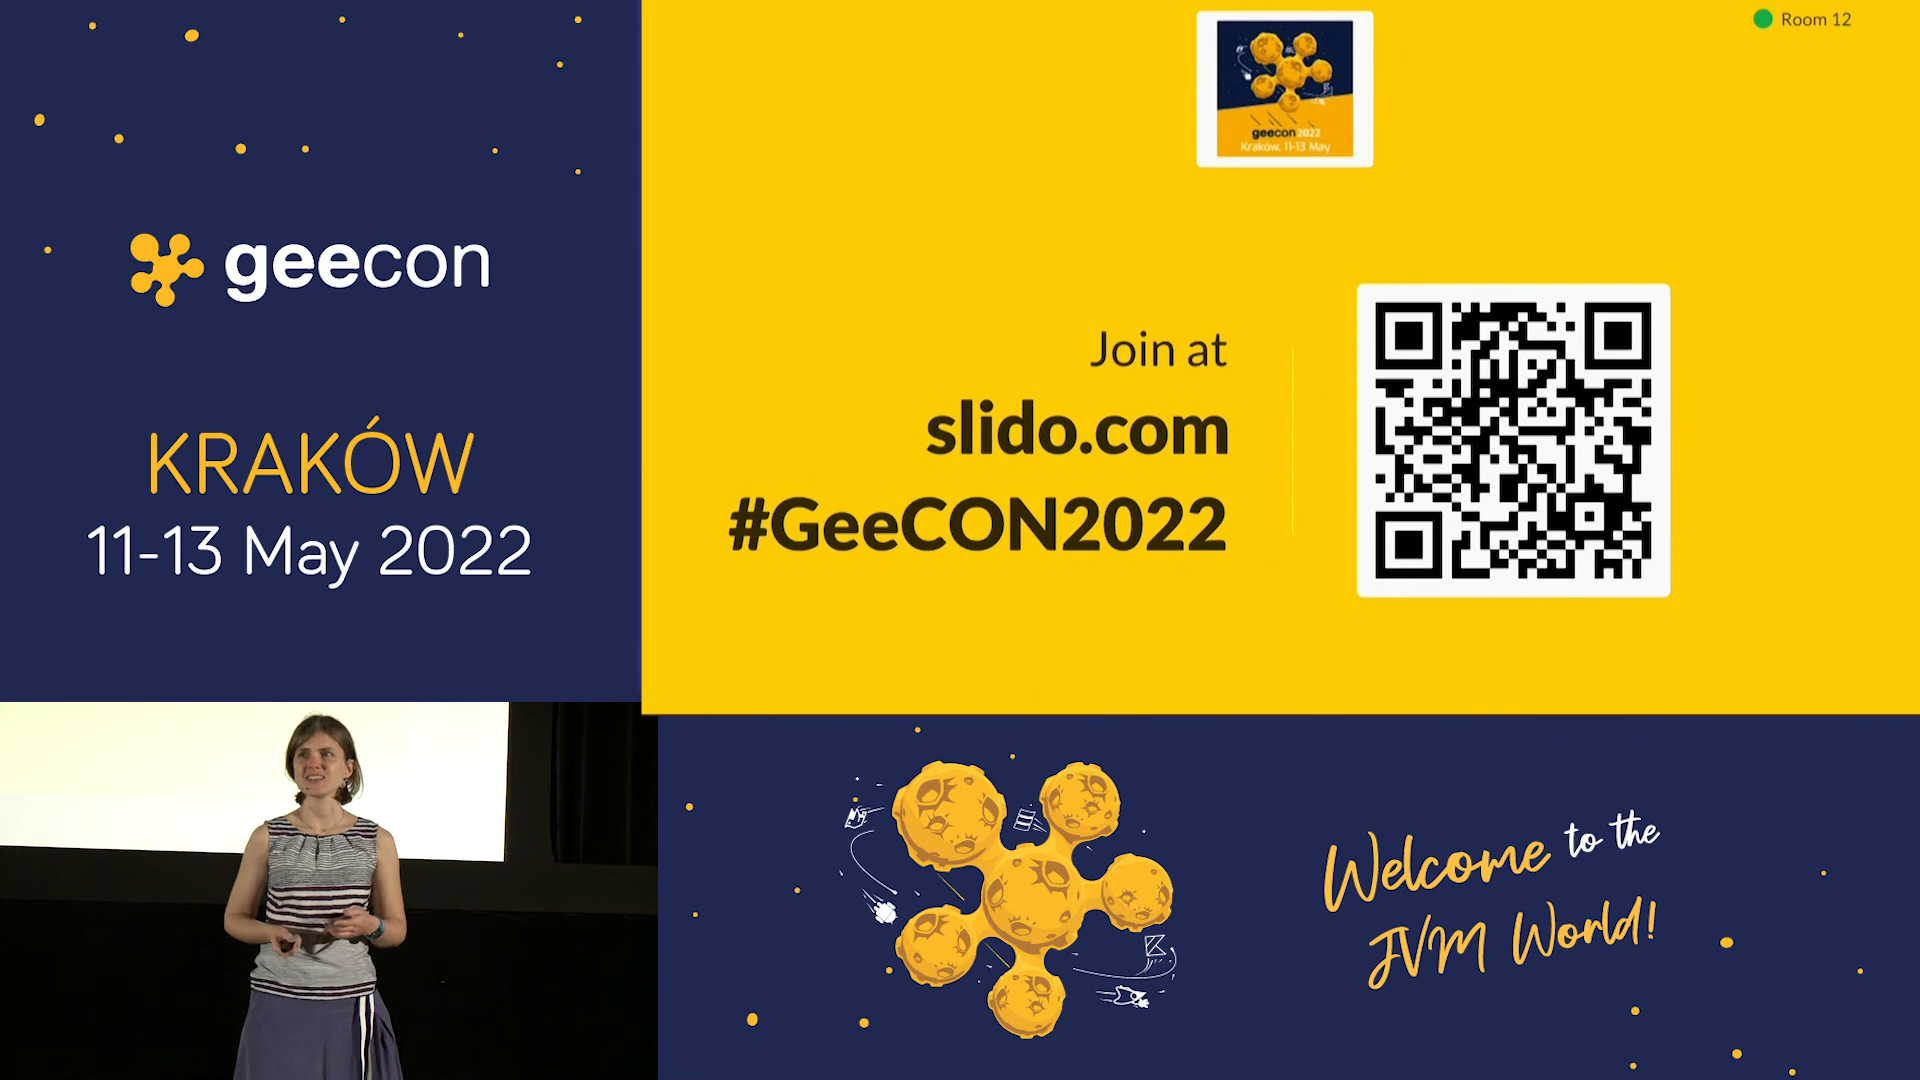 geecon
KRAKÓW
11-13 May 2022
geecon 2022
Kraków, 11-13 May
Room 12
Join at
slido.com
#GeeCON2022
Welcome to the
JVM World!